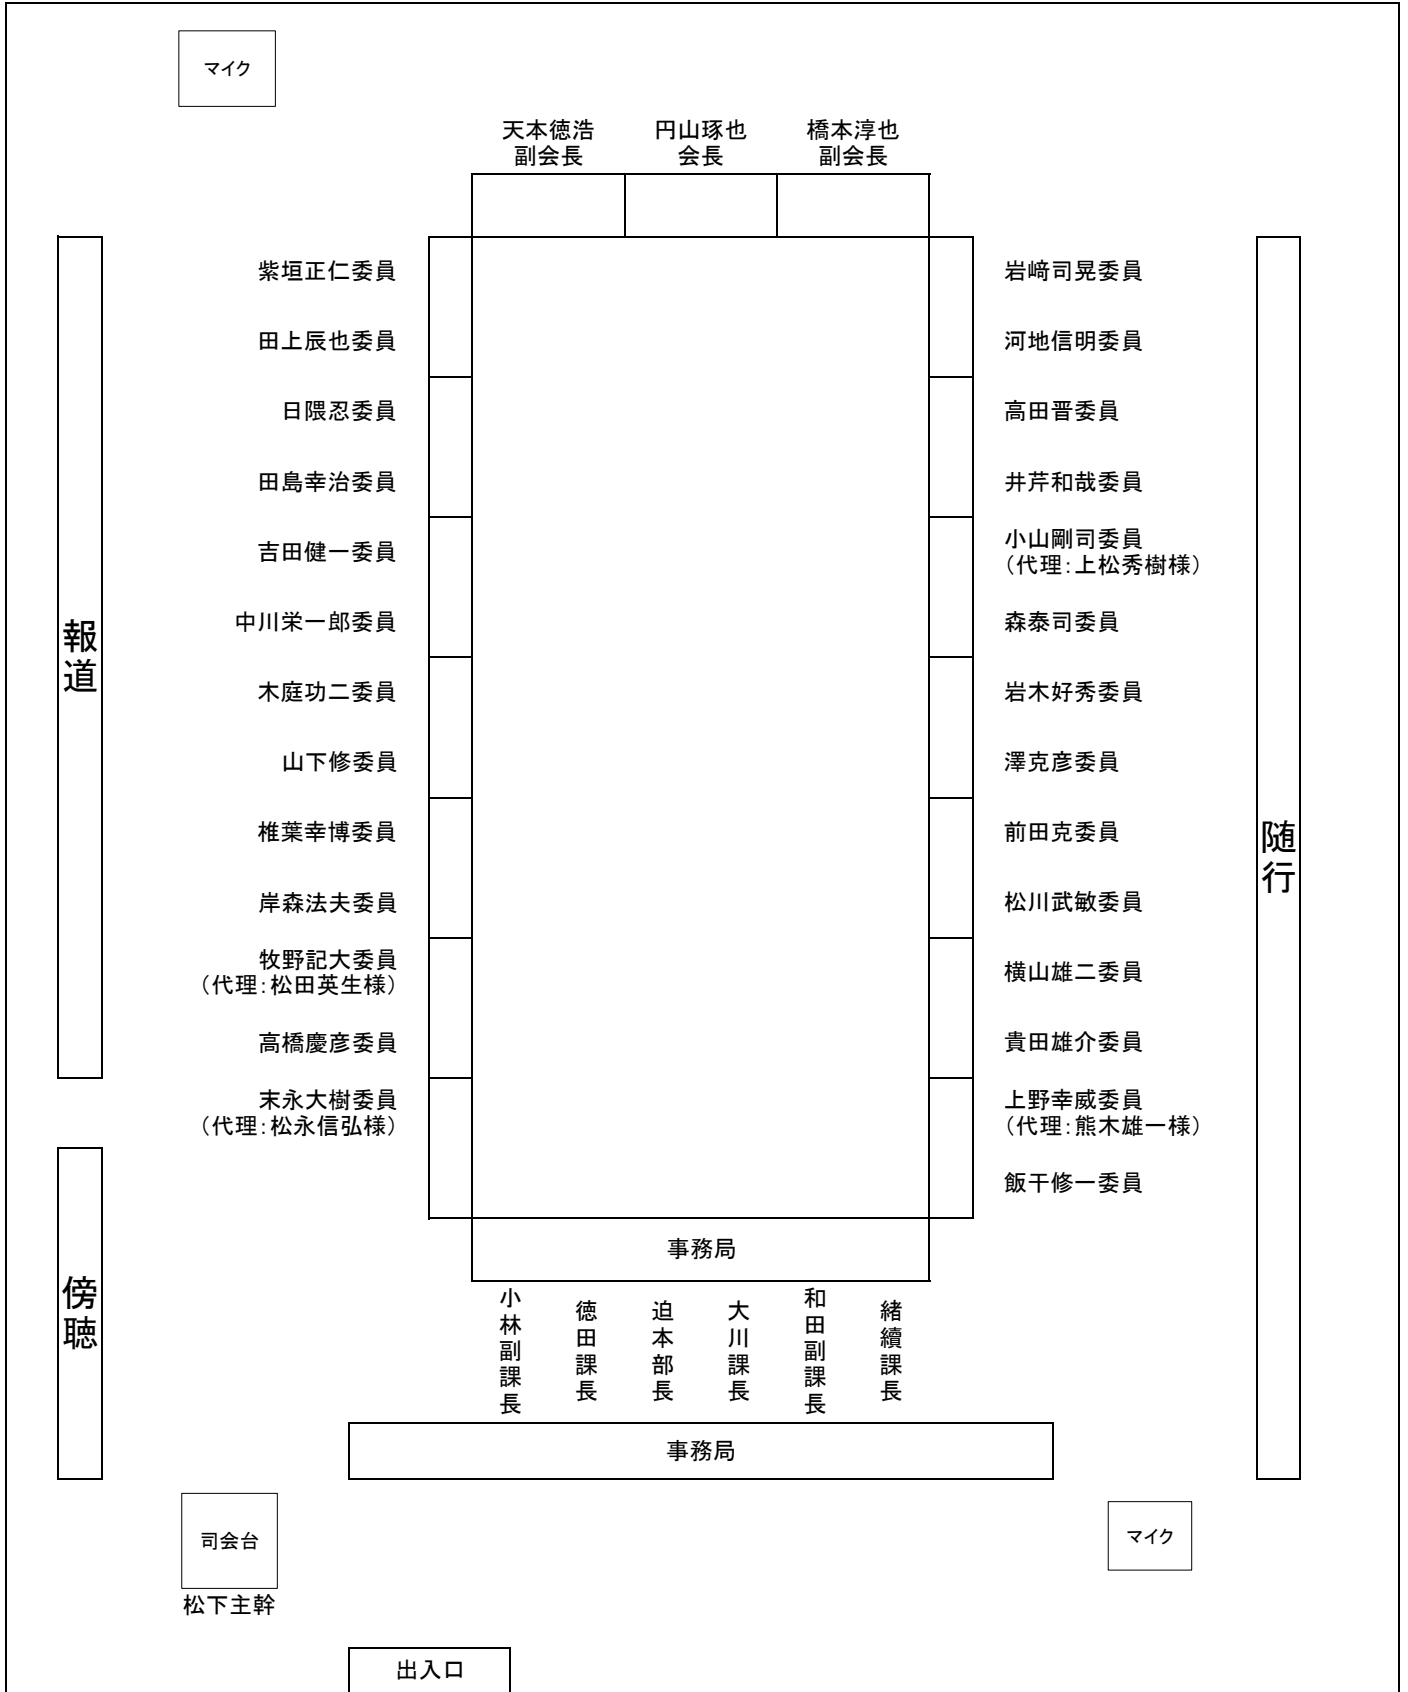 マイク
天本徳浩
副会長
円山琢也
会長
橋本淳也
副会長
紫垣正仁委員
田上辰也委員
日隈忍委員
田島幸治委員
吉田健一委員
中川栄一郎委員
木庭功二委員
山下修委員
椎葉幸博委員
岸森法夫委員
牧野記大委員
（代理：松田英生様）
高橋慶彦委員
末永大樹委員
（代理：松永信弘様）
岩﨑司晃委員
河地信明委員
高田晋委員
井芹和哉委員
小山剛司委員
（代理：上松秀樹様）
森泰司委員
岩木好秀委員
澤克彦委員
前田克委員
松川武敏委員
横山雄二委員
貴田雄介委員
上野幸威委員
（代理：熊木雄一様）
飯干修一委員
報道
傍聴
随行
事務局
小林副課長
徳田課長
迫本部長
大川課長
和田副課長
緒續課長
事務局
司会台
松下主幹
マイク
出入口